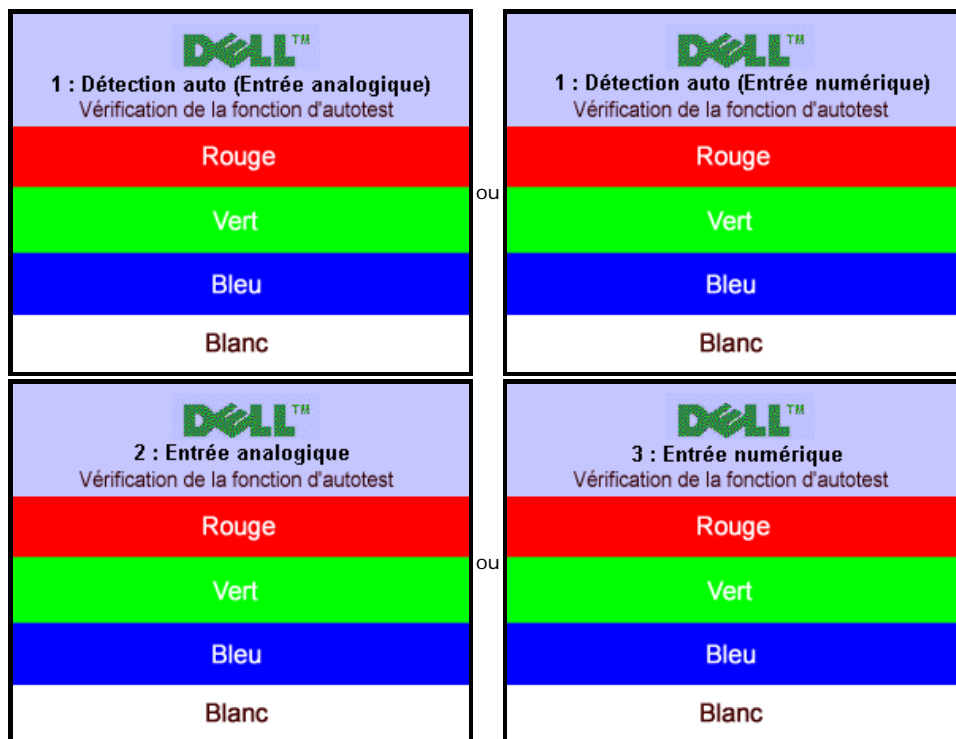 DELL™
1 : Détection auto (Entrée analogique)
Vérification de la fonction d'autotest
Rouge
Vert
Bleu
Blanc
ou
DELL™
1 : Détection auto (Entrée numérique)
Vérification de la fonction d'autotest
Rouge
Vert
Bleu
Blanc
DELL™
2 : Entrée analogique
Vérification de la fonction d'autotest
Rouge
Vert
Bleu
Blanc
ou
DELL™
3 : Entrée numérique
Vérification de la fonction d'autotest
Rouge
Vert
Bleu
Blanc